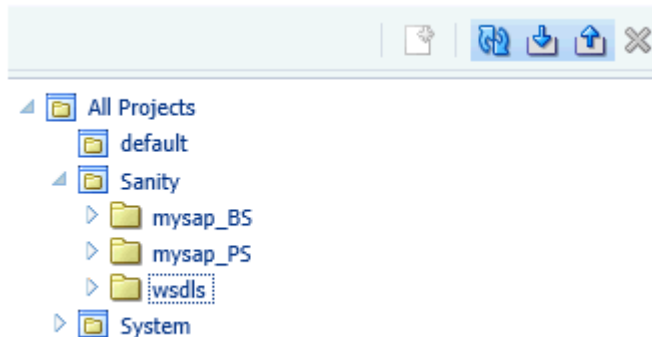 All Projects
default
Sanity
mysap_BS
mysap_PS
wsdls
System